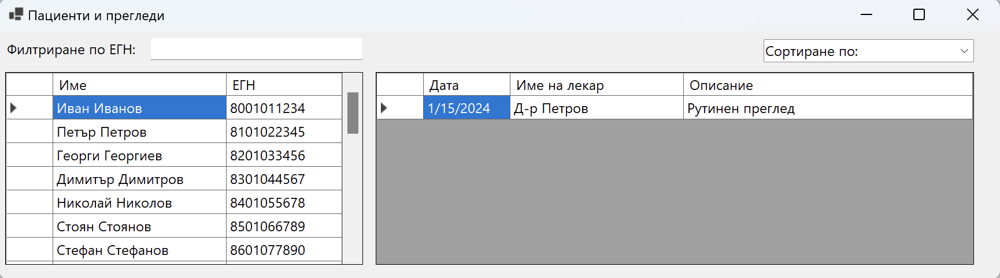 Пациенти и прегледи
Филтриране по ЕГН:
Сортиране по:
Име ЕГН
Иван Иванов 8001011234
Петър Петров 8101022345
Георги Георгиев 8201033456
Димитър Димитров 8301044567
Николай Николов 8401055678
Стоян Стоянов 8501066789
Стефан Стефанов 8601077890
Дата Име на лекар Описание
1/15/2024 Д-р Петров Рутинен преглед